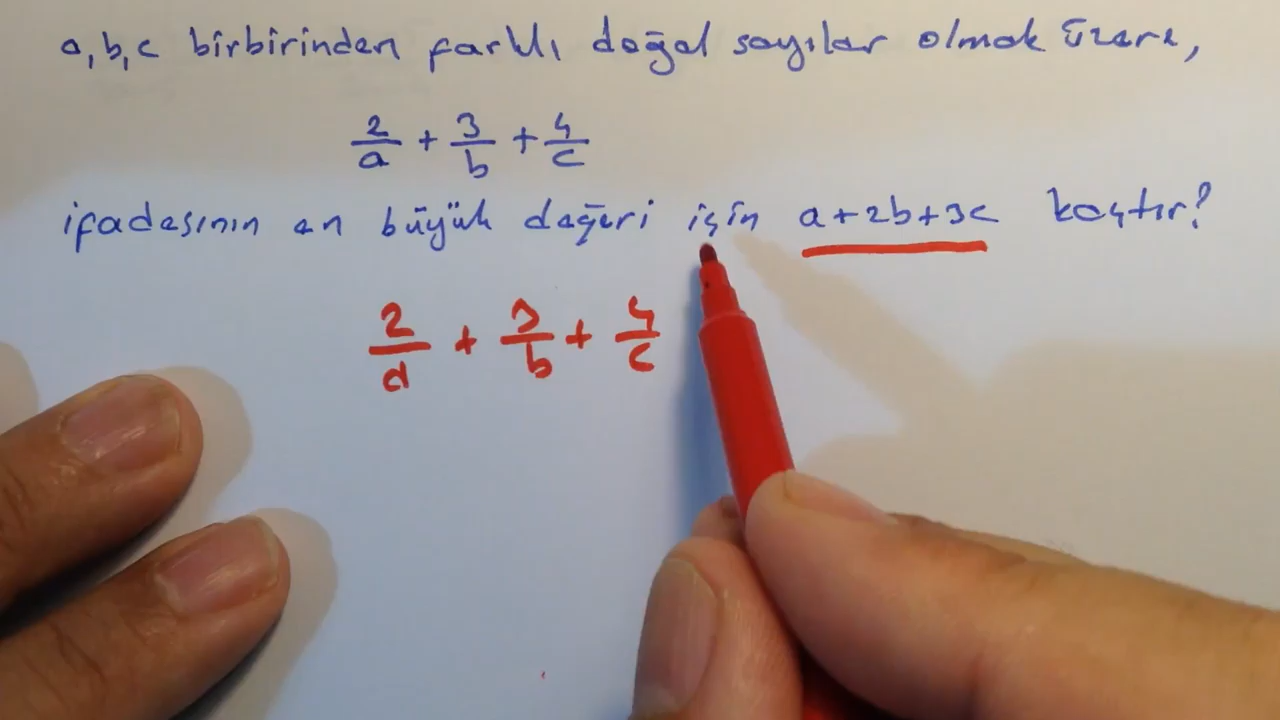 a,b,c birbirinden farklı doğal sayılar olmak üzere,
2/a + 3/b + 4/c
ifadesinin en büyük değeri için a+2b+3c kaçtır?
2/a + 3/b + 4/c